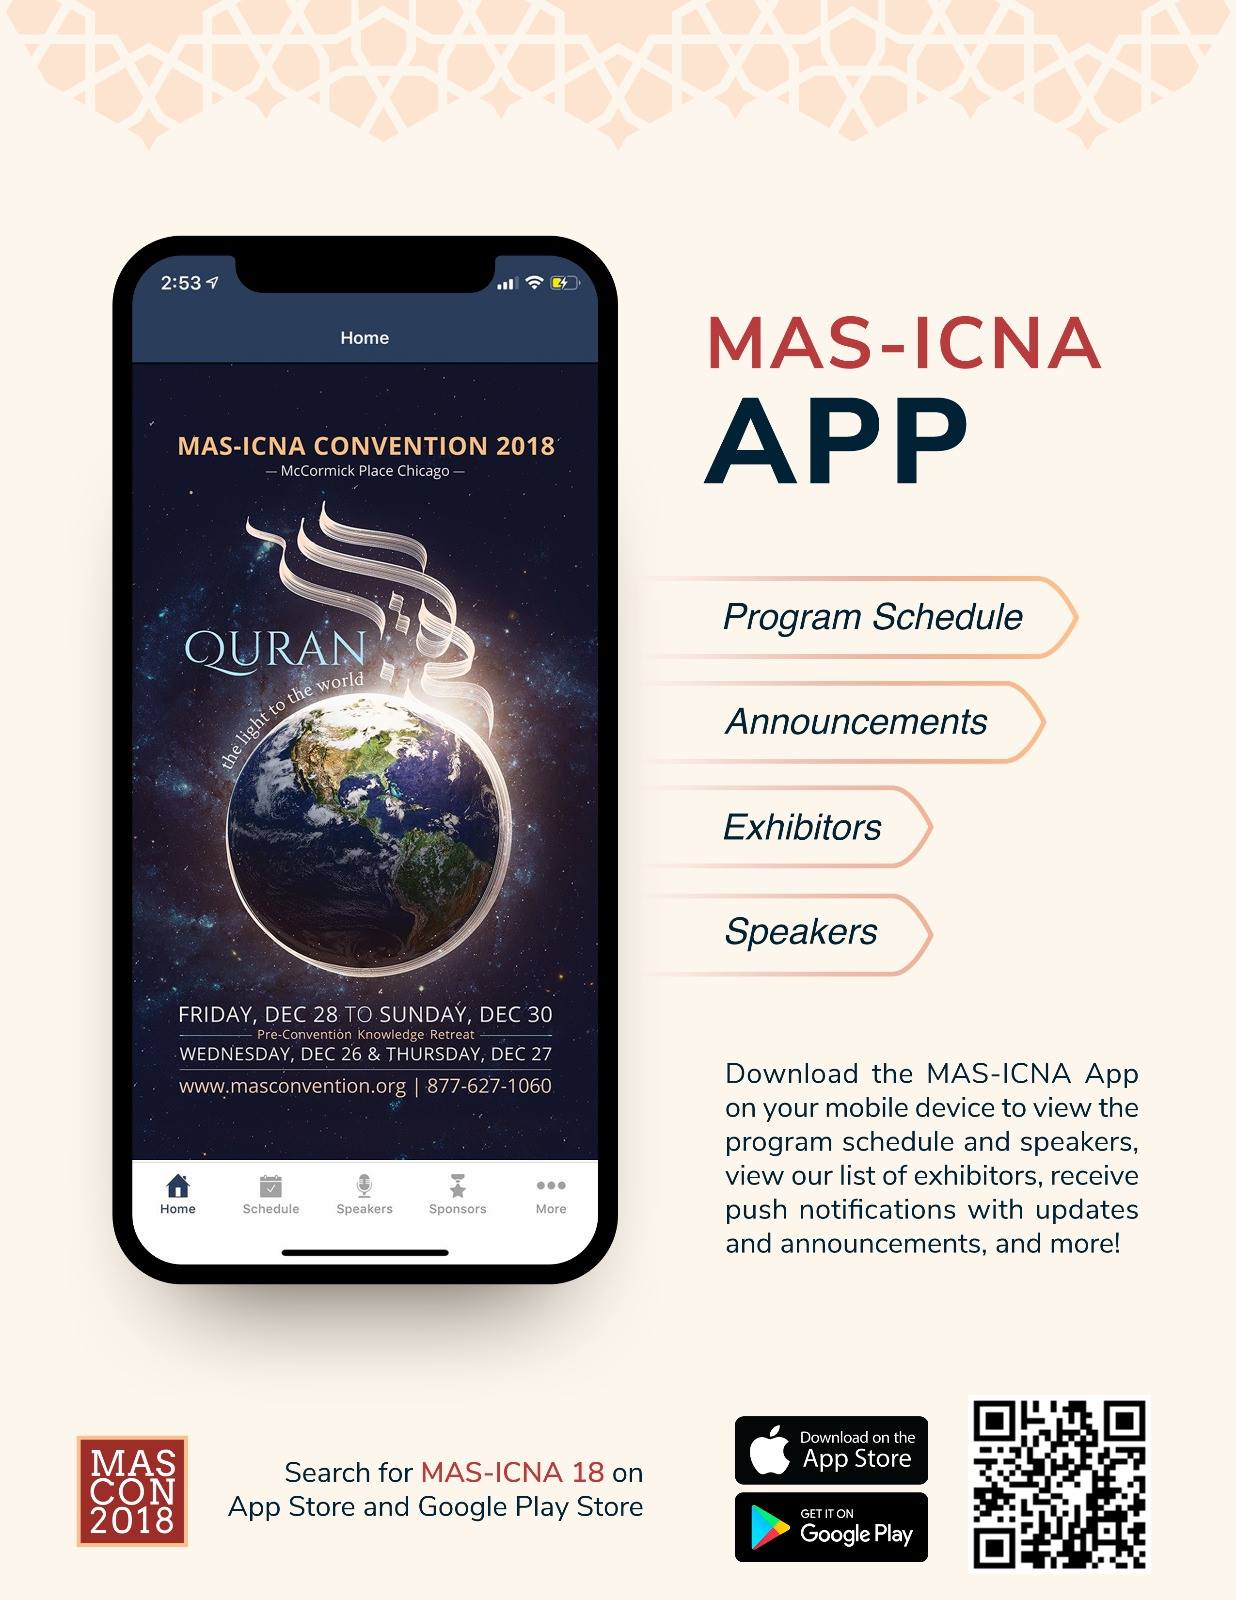 2:53
Home
MAS-ICNA CONVENTION 2018
— McCormick Place Chicago —
QURAN
the light to the world
FRIDAY, DEC 28 TO SUNDAY, DEC 30
Pre-Convention Knowledge Retreat
WEDNESDAY, DEC 26 & THURSDAY, DEC 27
www.masconvention.org | 877-627-1060
Home
Schedule
Speakers
Sponsors
More
MAS-ICNA
APP
Program Schedule
Announcements
Exhibitors
Speakers
Download the MAS-ICNA App
on your mobile device to view the
program schedule and speakers,
view our list of exhibitors, receive
push notifications with updates
and announcements, and more!
MAS
CON
2018
Search for MAS-ICNA 18 on
App Store and Google Play Store
Download on the
App Store
GET IT ON
Google Play